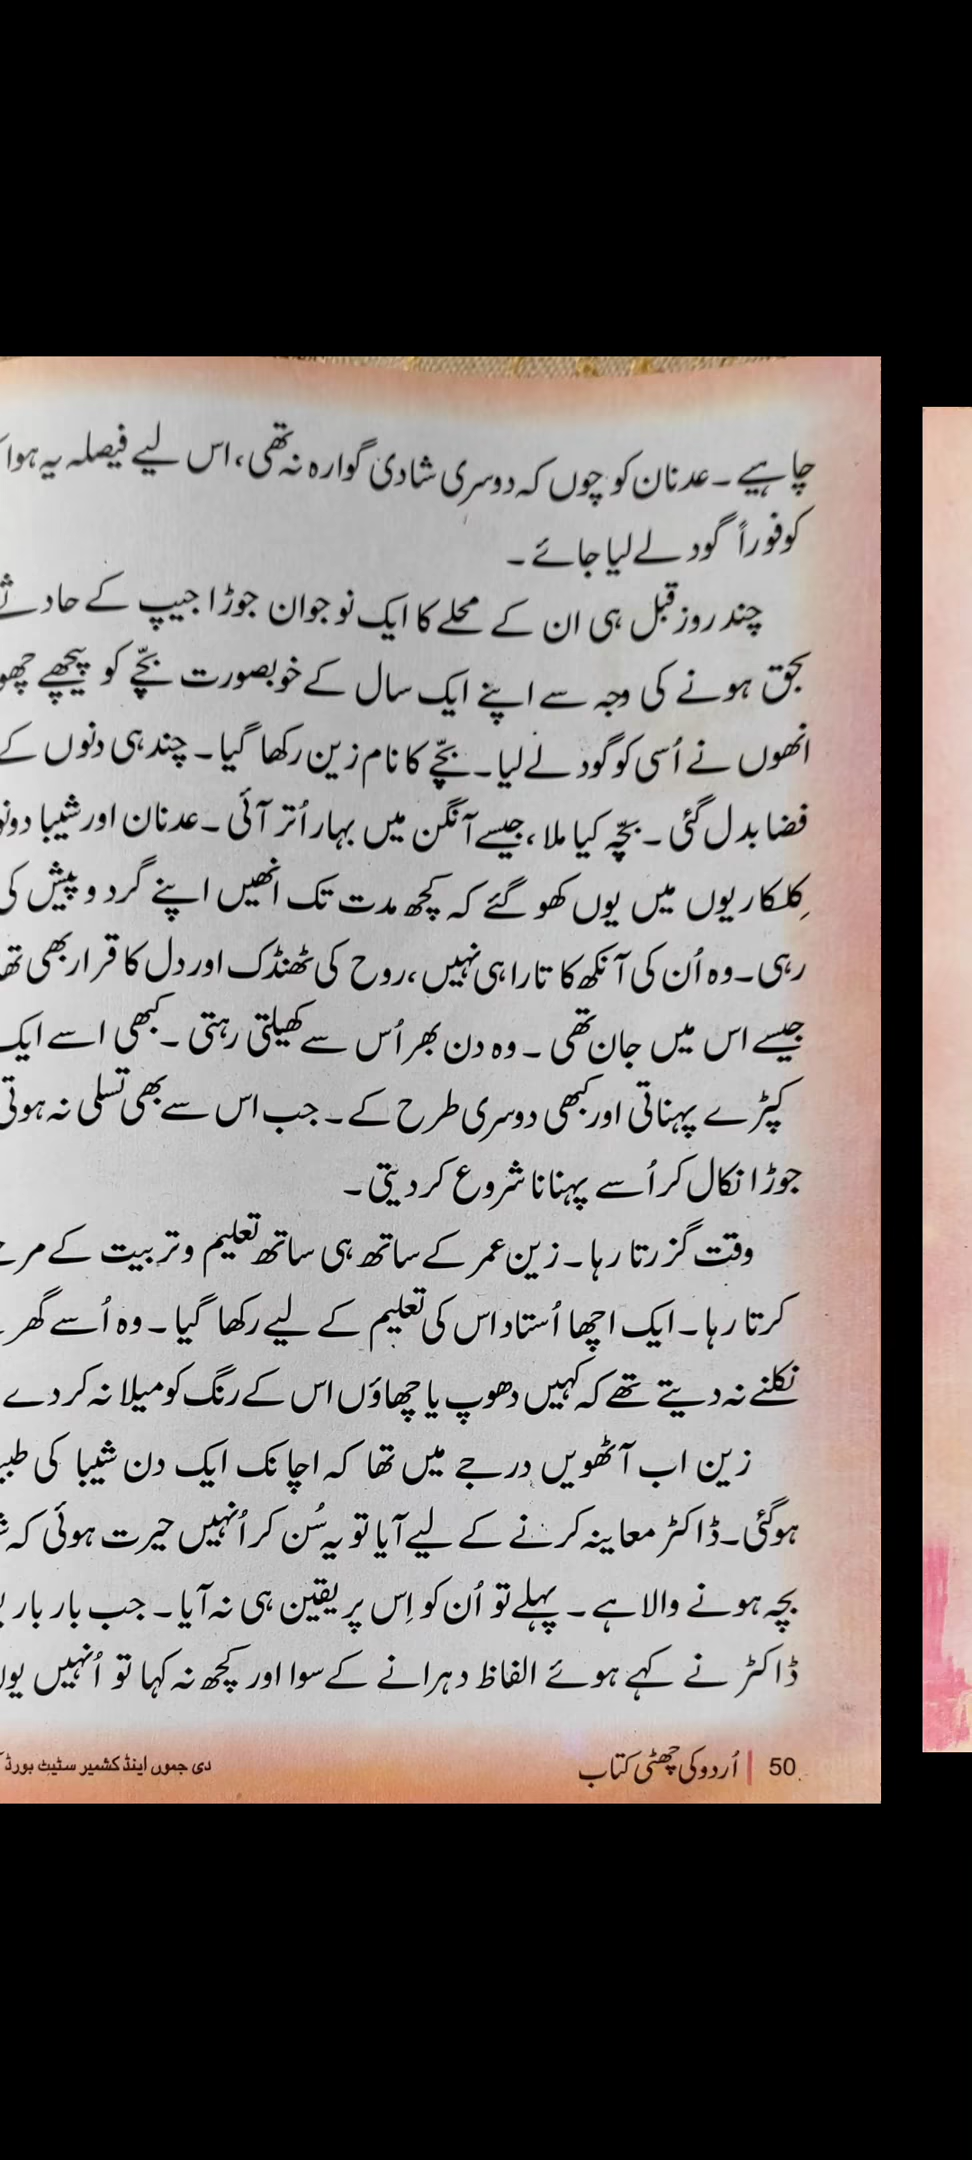 چاہیے۔ عدنان کو چوں کہ دوسری شادی گوارہ نہ تھی، اس لیے فیصلہ یہ ہوا
کو فوراً گود لے لیا جائے۔
چند روز قبل ہی ان کے محلے کا ایک نوجوان جوڑا جیپ کے
بحق ہونے کی وجہ سے اپنے ایک سال کے خوبصورت بچّے کو پیچھے
انھوں نے اُسی کو گود لے لیا۔ بچّے کا نام زین رکھا گیا۔ چند ہی دنوں کے
فضا بدل گئی۔ بچّہ کیا ملا، جیسے آنگن میں بہار اُتر آئی۔ عدنان اور شیبا
کِلکاریوں میں یوں کھو گئے کہ کچھ مدت تک انھیں اپنے گرد و پیش کی
رہی۔ وہ اُن کی آنکھ کا تارا ہی نہیں، روح کی ٹھنڈک اور دل کا قرار بھی
جیسے اس میں جان تھی۔ وہ دن بھر اُس سے کھیلتی رہتی۔ کبھی اسے ایک
کپڑے پہناتی اور کبھی دوسری طرح کے۔ جب اس سے بھی تسلی نہ ہوتی
جوڑا نکال کر اُسے پہنانا شروع کر دیتی۔
وقت گزرتا رہا۔ زین عمر کے ساتھ ہی ساتھ تعلیم و تربیت کے
کرتا رہا۔ ایک اچھا اُستاد اس کی تعلیم کے لیے رکھا گیا۔ وہ اُسے گھر
نکلنے نہ دیتے تھے کہ کہیں دھوپ یا چھاؤں اس کے رنگ کو میلا نہ کر دے
زین اب آٹھویں درجے میں تھا کہ اچانک ایک دن شیبا کی
ہوگئی۔ ڈاکٹر معاینہ کرنے کے لیے آیا تو یہ سُن کر اُنہیں حیرت ہوئی کہ
بچہ ہونے والا ہے۔ پہلے تو اُن کو اِس پر یقین ہی نہ آیا۔ جب بار بار
ڈاکٹر نے کہے ہوئے الفاظ دہرانے کے سوا اور کچھ نہ کہا تو اُنہیں
50 | اُردو کی چھٹی کتاب
دی جموں اینڈ کشمیر سٹیٹ بورڈ